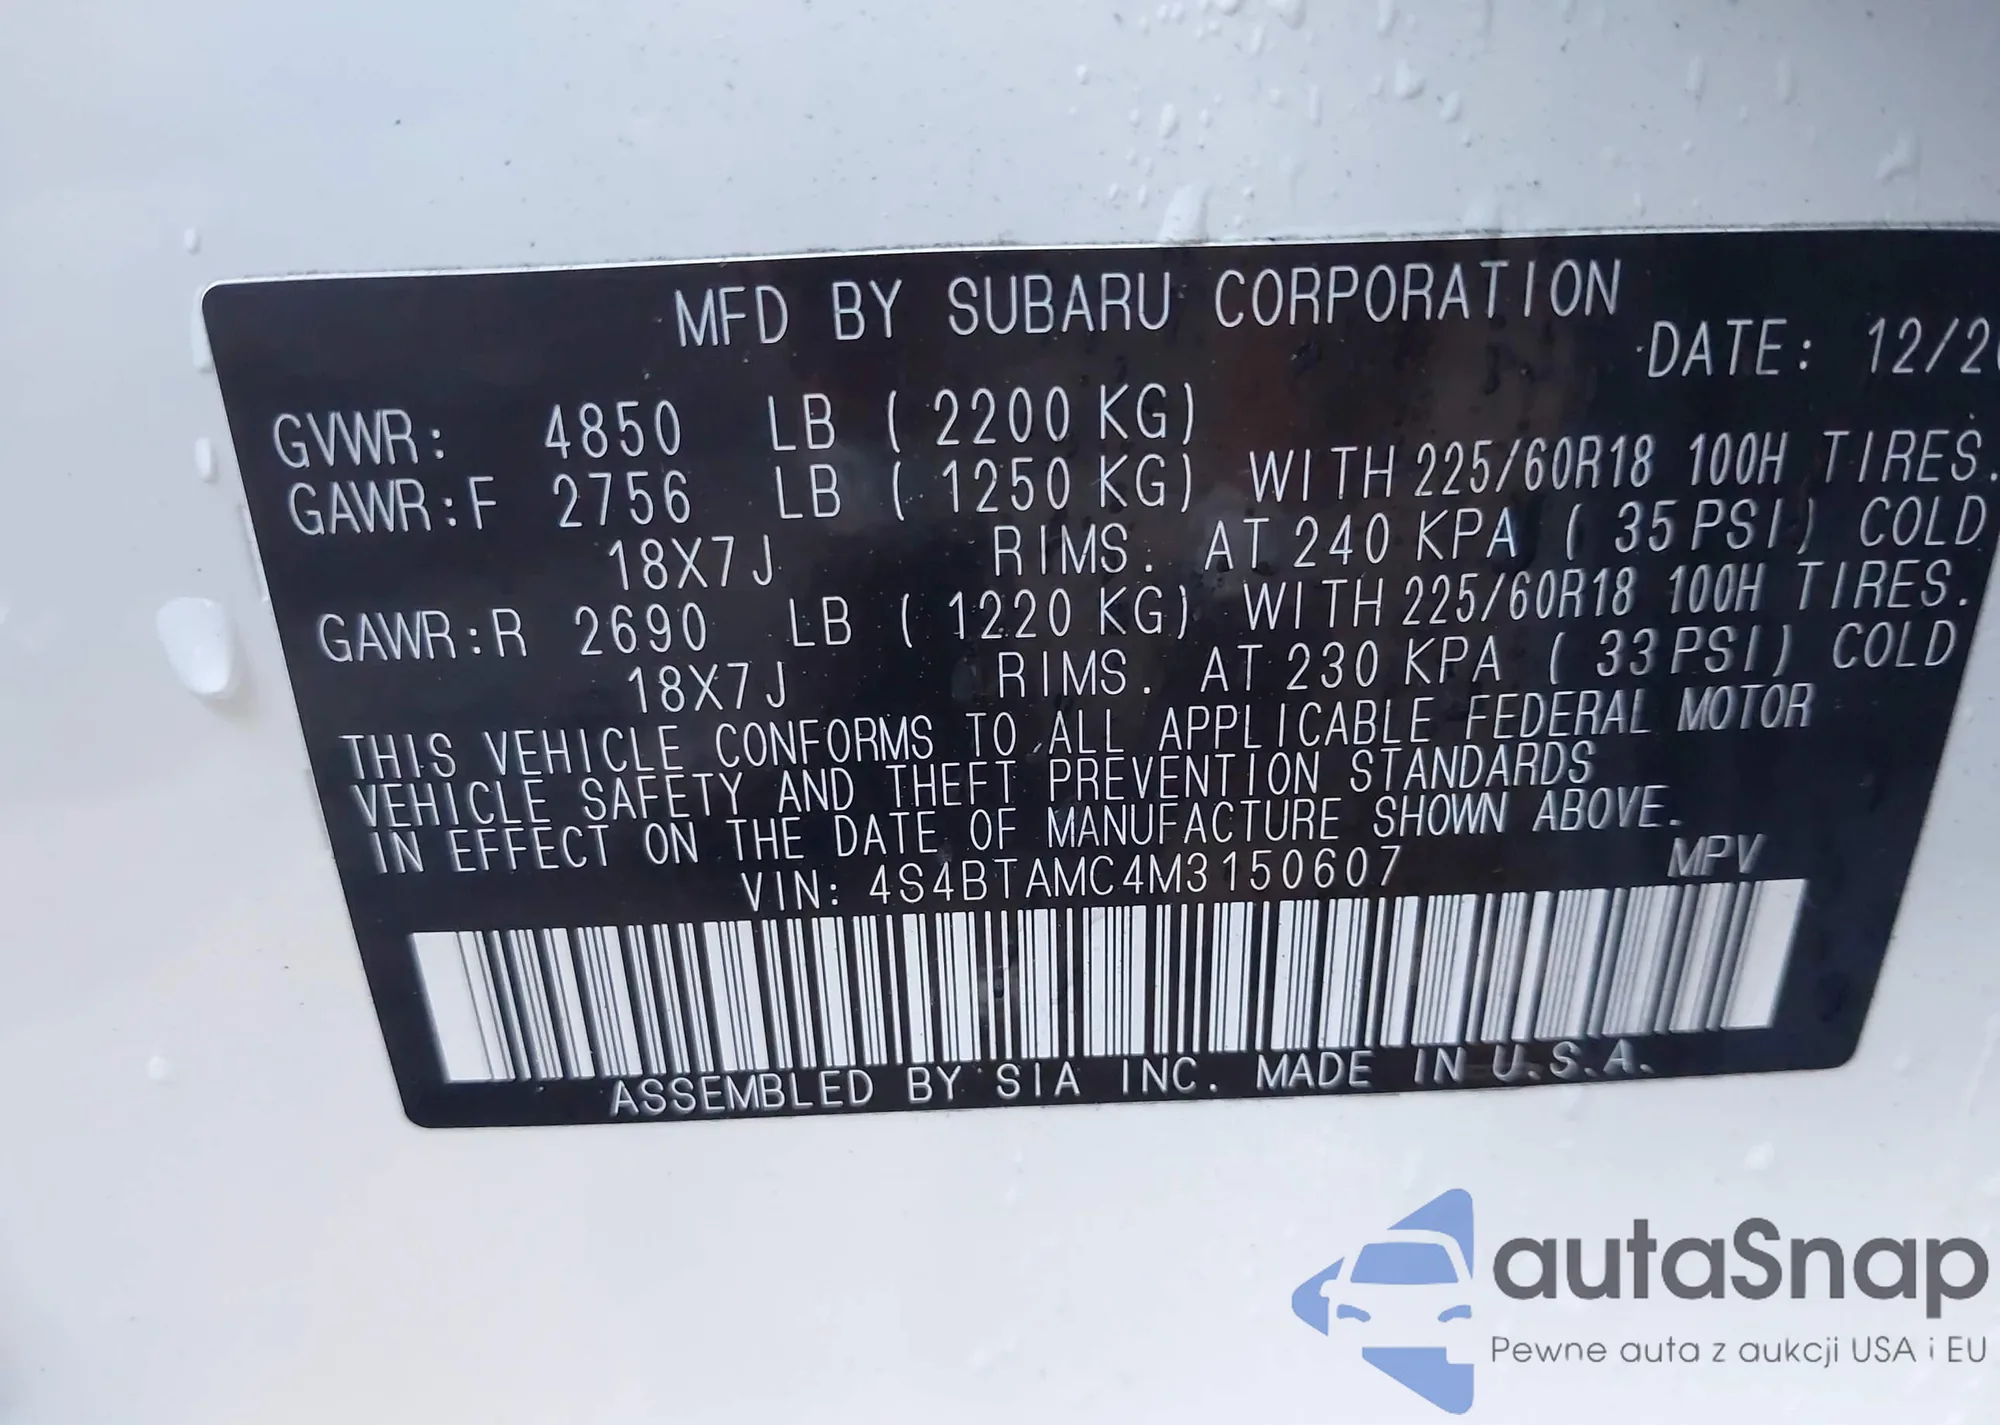 MFD BY SUBARU CORPORATION
DATE: 12/20
GVWR: 4850 LB ( 2200 KG)
GAWR:F 2756 LB ( 1250 KG) WITH 225/60R18 100H TIRES.
18X7J RIMS. AT 240 KPA ( 35 PSI) COLD
GAWR:R 2690 LB ( 1220 KG) WITH 225/60R18 100H TIRES.
18X7J RIMS. AT 230 KPA ( 33 PSI) COLD
THIS VEHICLE CONFORMS TO ALL APPLICABLE FEDERAL MOTOR
VEHICLE SAFETY AND THEFT PREVENTION STANDARDS
IN EFFECT ON THE DATE OF MANUFACTURE SHOWN ABOVE.
VIN: 4S4BTAMC4M3150607 MPV
ASSEMBLED BY SIA INC. MADE IN U.S.A.
autaSnap
Pewne auta z aukcji USA i EU